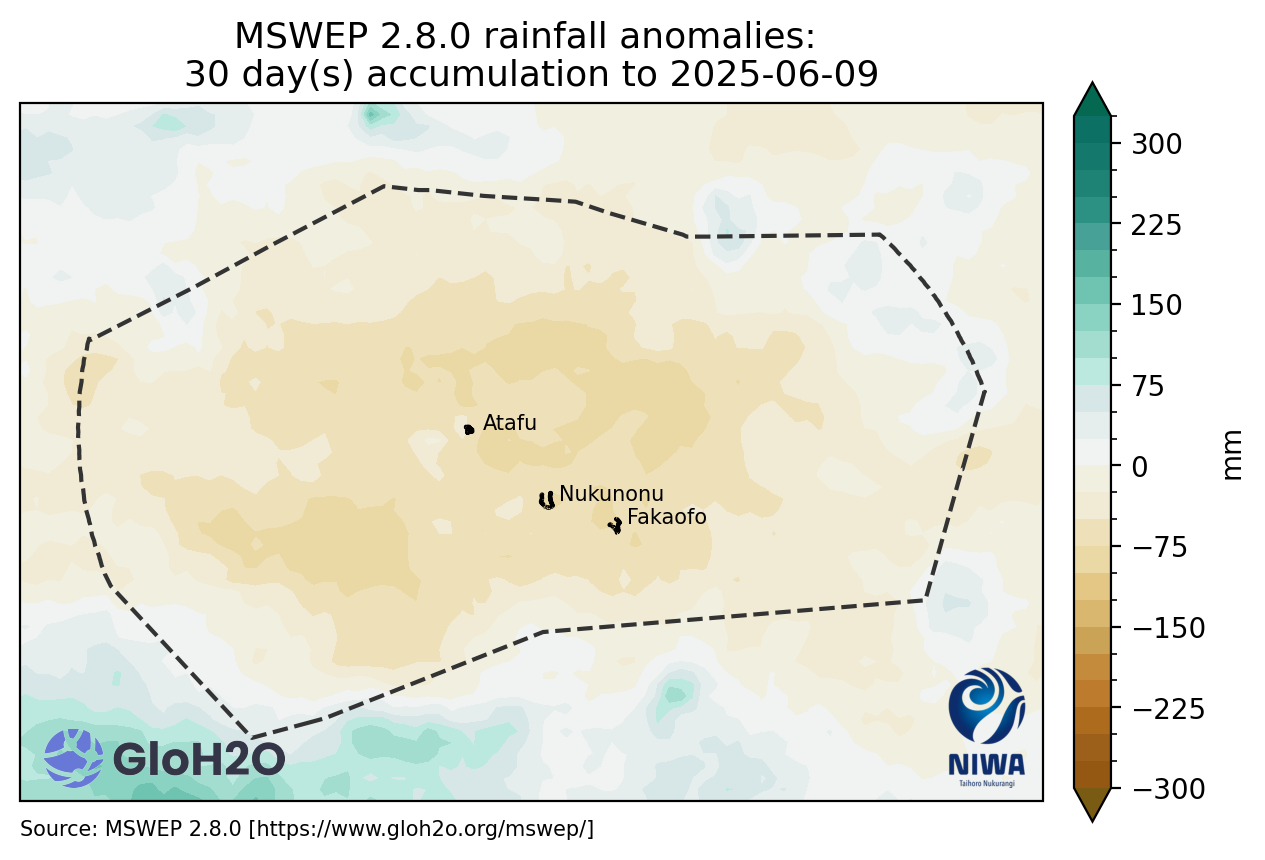 MSWEP 2.8.0 rainfall anomalies:
30 day(s) accumulation to 2025-06-09
300
225
150
75
0
−75
−150
−225
−300
mm
Atafu
Nukunonu
Fakaofo
GloH2O
NIWA
Taihoro Nukurangi
Source: MSWEP 2.8.0 [https://www.gloh2o.org/mswep/]